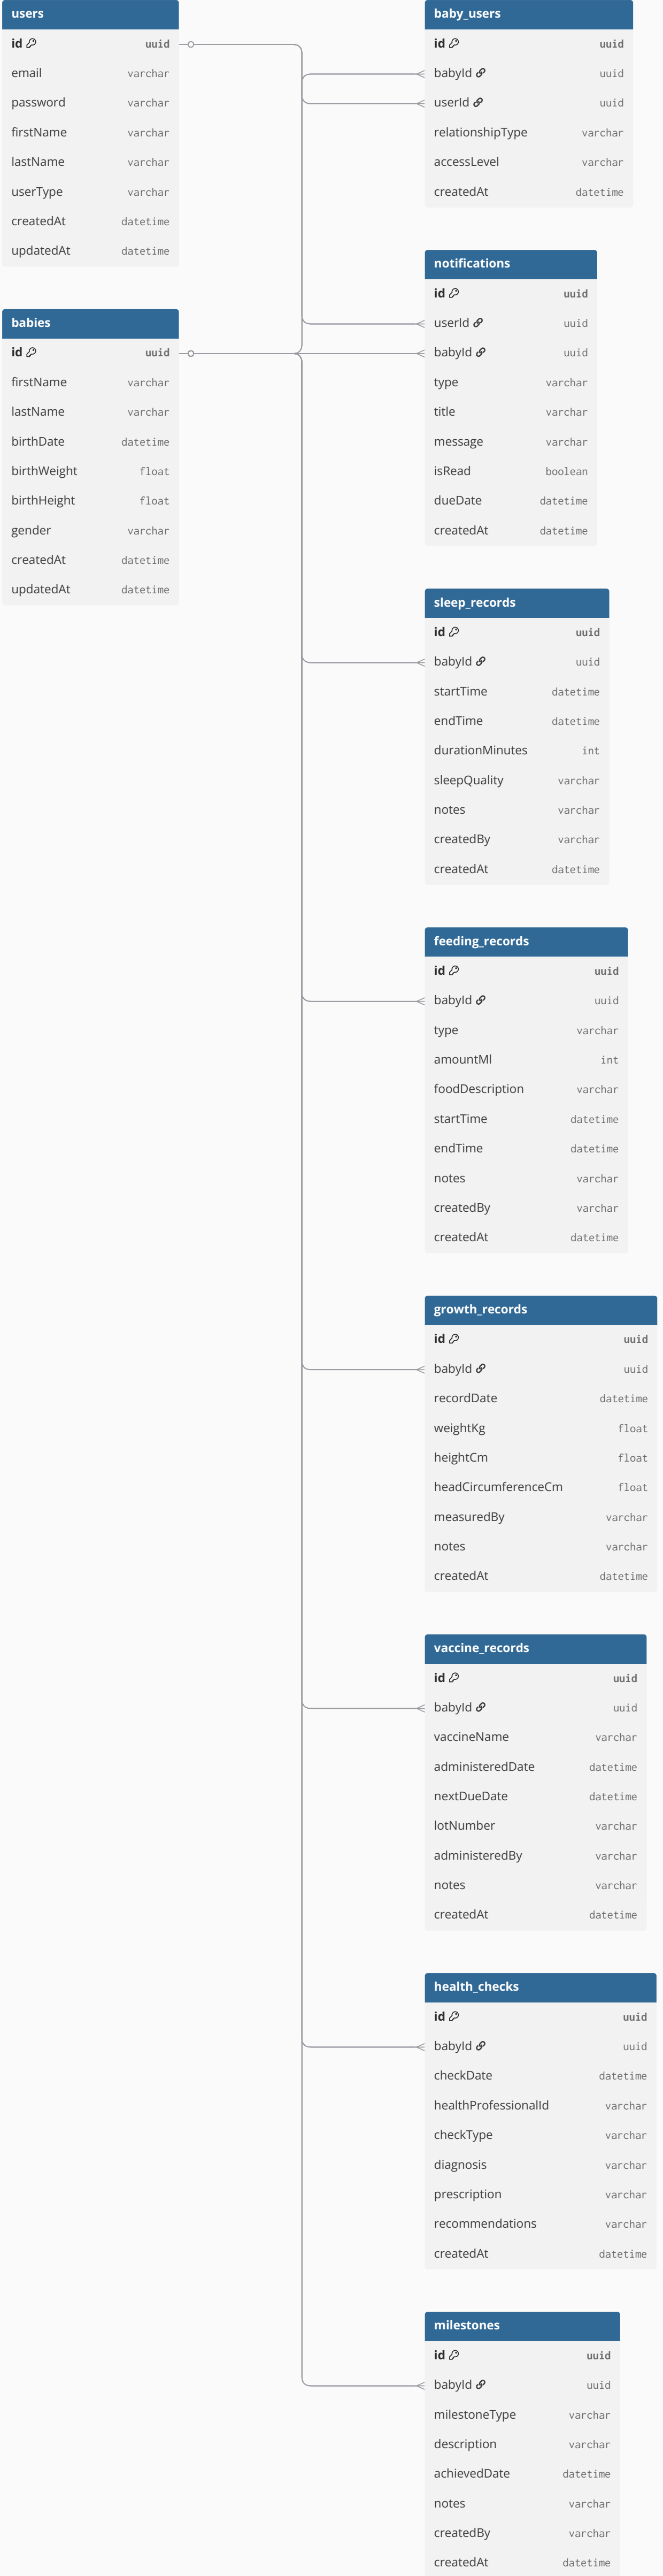 users
id uuid
email varchar
password varchar
firstName varchar
lastName varchar
userType varchar
createdAt datetime
updatedAt datetime
babies
id uuid
firstName varchar
lastName varchar
birthDate datetime
birthWeight float
birthHeight float
gender varchar
createdAt datetime
updatedAt datetime
baby_users
id uuid
babyId uuid
userId uuid
relationshipType varchar
accessLevel varchar
createdAt datetime
notifications
id uuid
userId uuid
babyId uuid
type varchar
title varchar
message varchar
isRead boolean
dueDate datetime
createdAt datetime
sleep_records
id uuid
babyId uuid
startTime datetime
endTime datetime
durationMinutes int
sleepQuality varchar
notes varchar
createdBy varchar
createdAt datetime
feeding_records
id uuid
babyId uuid
type varchar
amountMl int
foodDescription varchar
startTime datetime
endTime datetime
notes varchar
createdBy varchar
createdAt datetime
growth_records
id uuid
babyId uuid
recordDate datetime
weightKg float
heightCm float
headCircumferenceCm float
measuredBy varchar
notes varchar
createdAt datetime
vaccine_records
id uuid
babyId uuid
vaccineName varchar
administeredDate datetime
nextDueDate datetime
lotNumber varchar
administeredBy varchar
notes varchar
createdAt datetime
health_checks
id uuid
babyId uuid
checkDate datetime
healthProfessionalId varchar
checkType varchar
diagnosis varchar
prescription varchar
recommendations varchar
createdAt datetime
milestones
id uuid
babyId uuid
milestoneType varchar
description varchar
achievedDate datetime
notes varchar
createdBy varchar
createdAt datetime